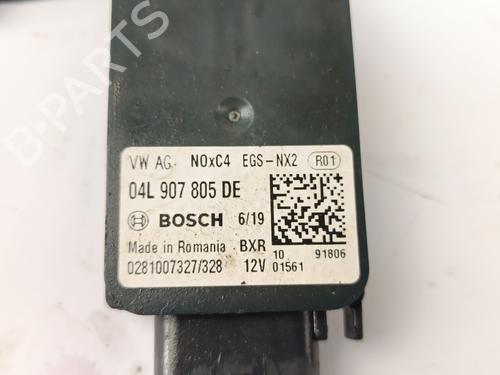 B-PARTS
VW AG NOxC4 EGS-NX2 R01
04L 907 805 DE
BOSCH 6/19
Made in Romania BXR 10 91806
0281007327/328 12V 01561